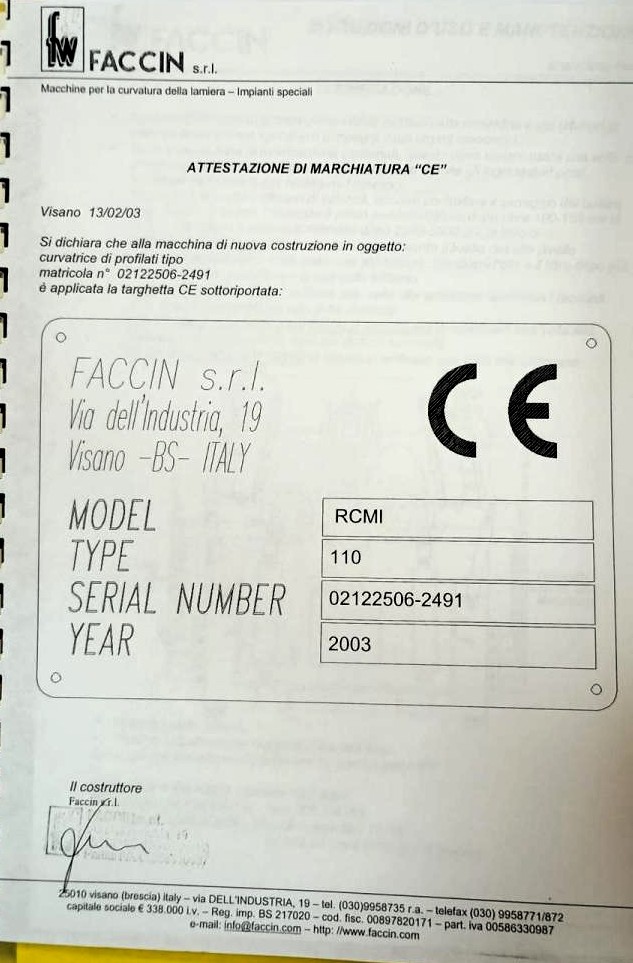 fw FACCIN s.r.l.
Macchine per la curvatura della lamiera – Impianti speciali
ATTESTAZIONE DI MARCHIATURA “CE”
Visano 13/02/03
Si dichiara che alla macchina di nuova costruzione in oggetto:
curvatrice di profilati tipo
matricola n° 02122506-2491
è applicata la targhetta CE sottoriportata:
FACCIN s.r.l.
Via dell'Industria, 19
Visano -BS- ITALY
CE
MODEL RCMI
TYPE 110
SERIAL NUMBER 02122506-2491
YEAR 2003
Il costruttore
Faccin s.r.l.
25010 visano (brescia) italy – via DELL'INDUSTRIA, 19 – tel. (030)9958735 r.a. – telefax (030) 9958771/872
capitale sociale € 338.000 i.v. – Reg. imp. BS 217020 – cod. fisc. 00897820171 – part. iva 00586330987
e-mail: info@faccin.com – http: //www.faccin.com